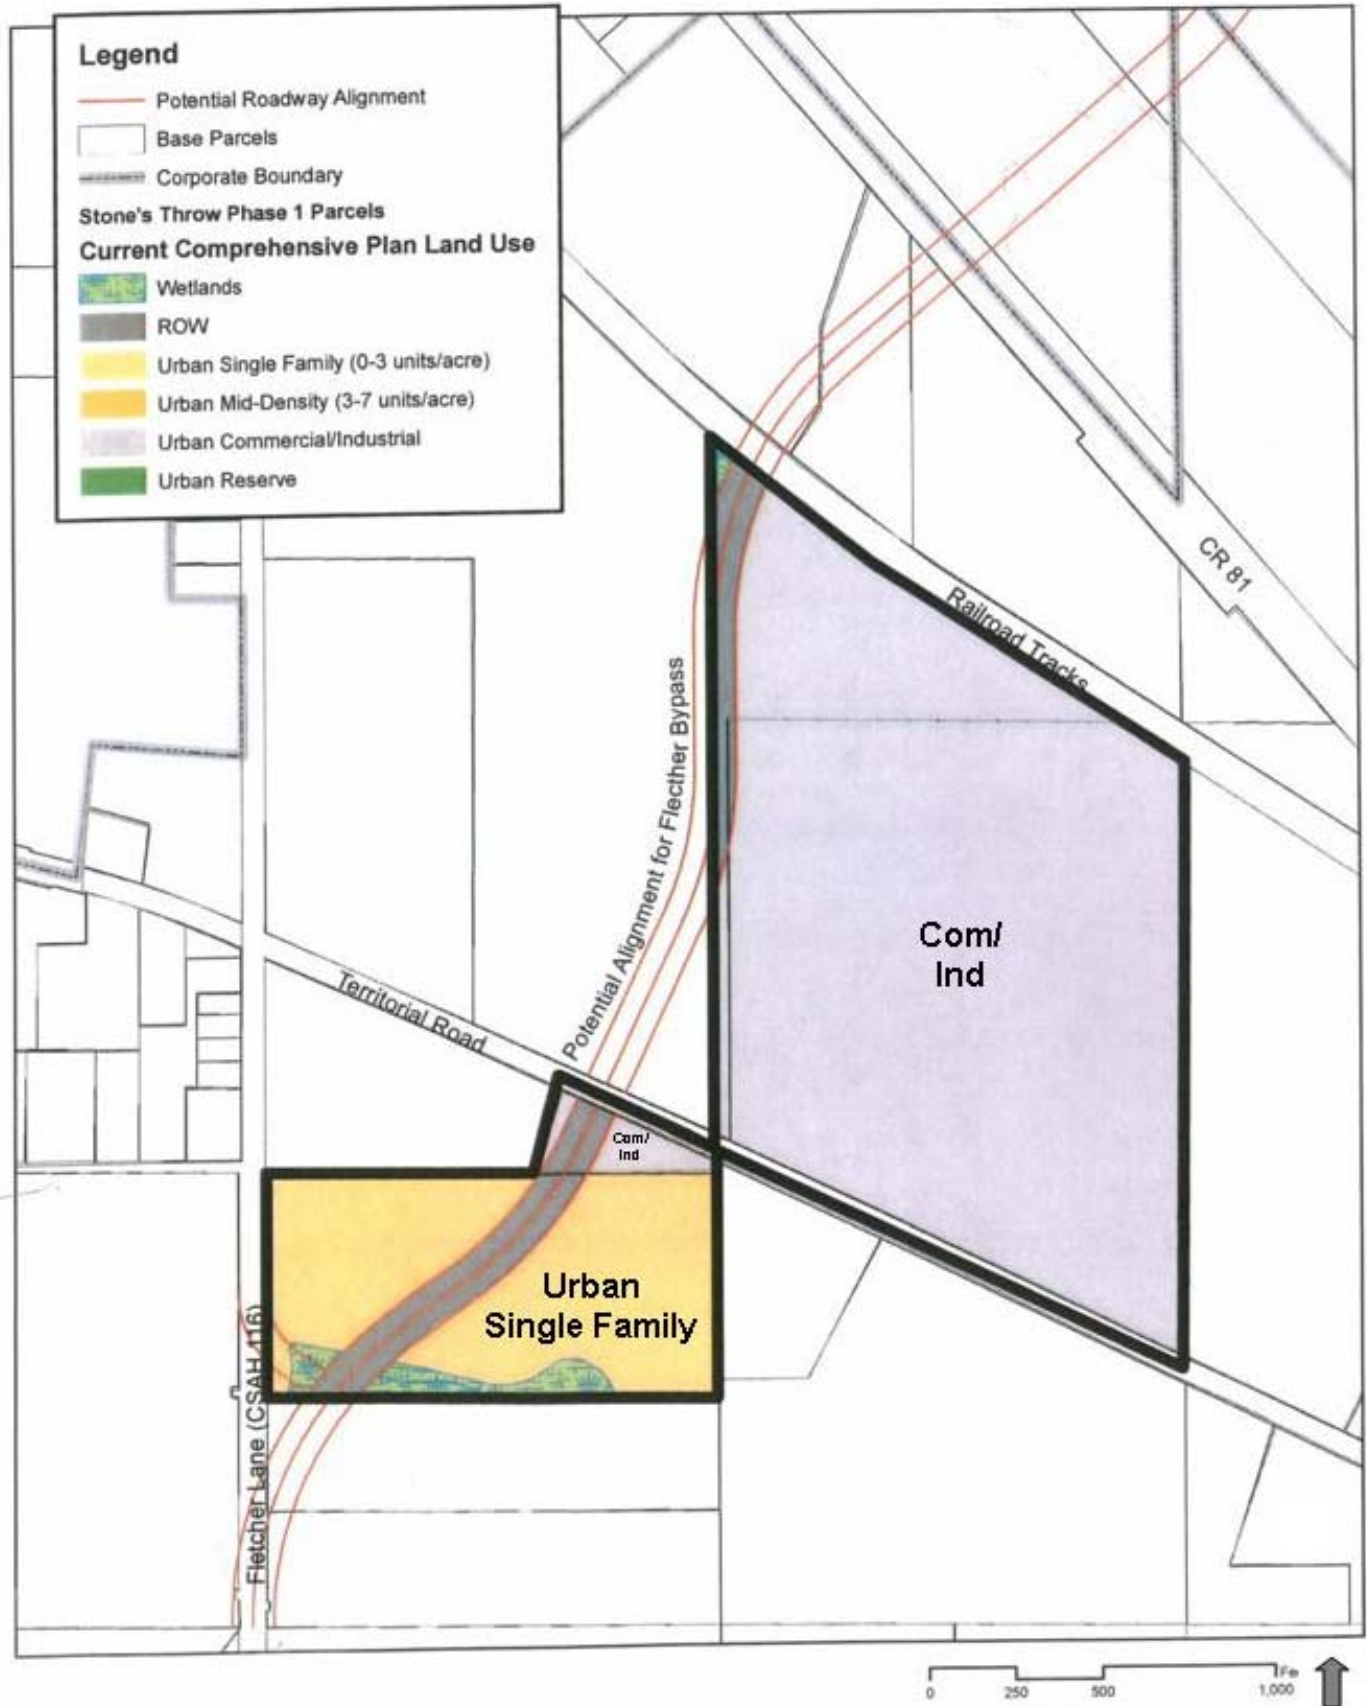 Legend
Potential Roadway Alignment
Base Parcels
Corporate Boundary
Stone's Throw Phase 1 Parcels
Current Comprehensive Plan Land Use
Wetlands
ROW
Urban Single Family (0-3 units/acre)
Urban Mid-Density (3-7 units/acre)
Urban Commercial/Industrial
Urban Reserve
CR 81
Railroad Tracks
Potential Alignment for Flecther Bypass
Com/
Ind
Territorial Road
Com/
Ind
Urban
Single Family
Fletcher Lane (CSAH 116)
Fe
0 250 500 1,000